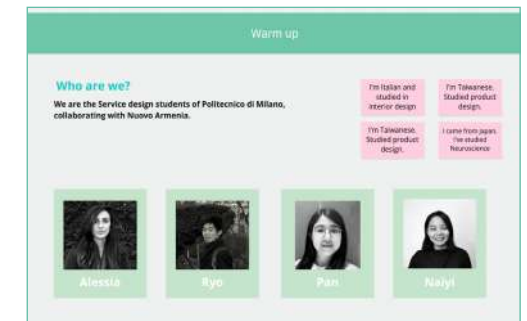 Warm up
Who are we?
We are the Service design students of Politecnico di Milano,
collaborating with Nuovo Armenia.
I'm Italian and
studied in
interior design
I'm Taiwanese.
Studied product
design.
I'm Taiwanese.
Studied product
design.
I came from Japan.
I've studied
Neuroscience
Alessia
Ryo
Pan
Naiyi